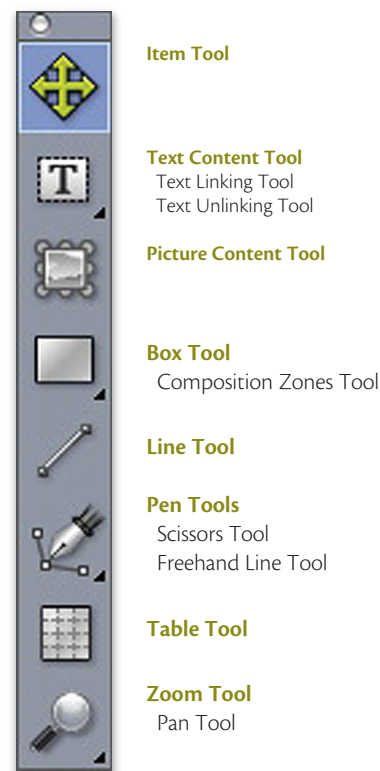 Item Tool
T
Text Content Tool
Text Linking Tool
Text Unlinking Tool
Picture Content Tool
Box Tool
Composition Zones Tool
Line Tool
Pen Tools
Scissors Tool
Freehand Line Tool
Table Tool
Zoom Tool
Pan Tool